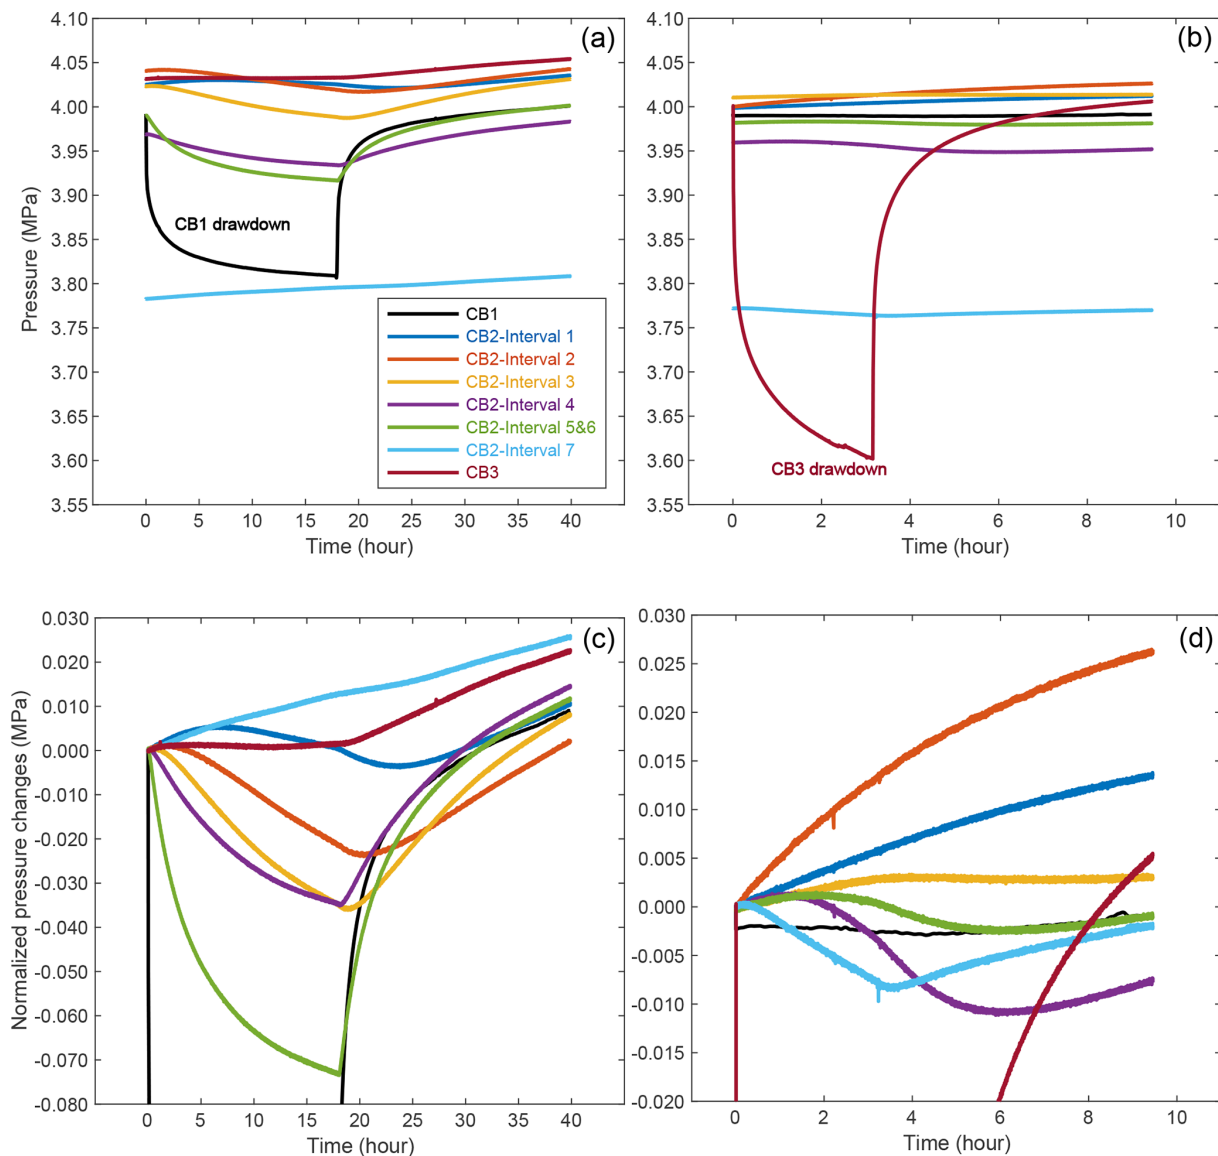 (a)
4.10
4.05
4.00
3.95
3.90
3.85
3.80
3.75
3.70
3.65
3.60
3.55
Pressure (MPa)
CB1 drawdown
CB1
CB2-Interval 1
CB2-Interval 2
CB2-Interval 3
CB2-Interval 4
CB2-Interval 5&6
CB2-Interval 7
CB3
0 5 10 15 20 25 30 35 40
Time (hour)
(b)
4.10
4.05
4.00
3.95
3.90
3.85
3.80
3.75
3.70
3.65
3.60
3.55
CB3 drawdown
0 2 4 6 8 10
Time (hour)
(c)
0.030
0.020
0.010
0.000
-0.010
-0.020
-0.030
-0.040
-0.050
-0.060
-0.070
-0.080
Normalized pressure changes (MPa)
0 5 10 15 20 25 30 35 40
Time (hour)
(d)
0.030
0.025
0.020
0.015
0.010
0.005
0.000
-0.005
-0.010
-0.015
-0.020
0 2 4 6 8 10
Time (hour)